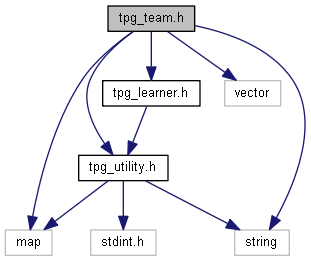 tpg_team.h
tpg_learner.h
vector
tpg_utility.h
map
stdint.h
string